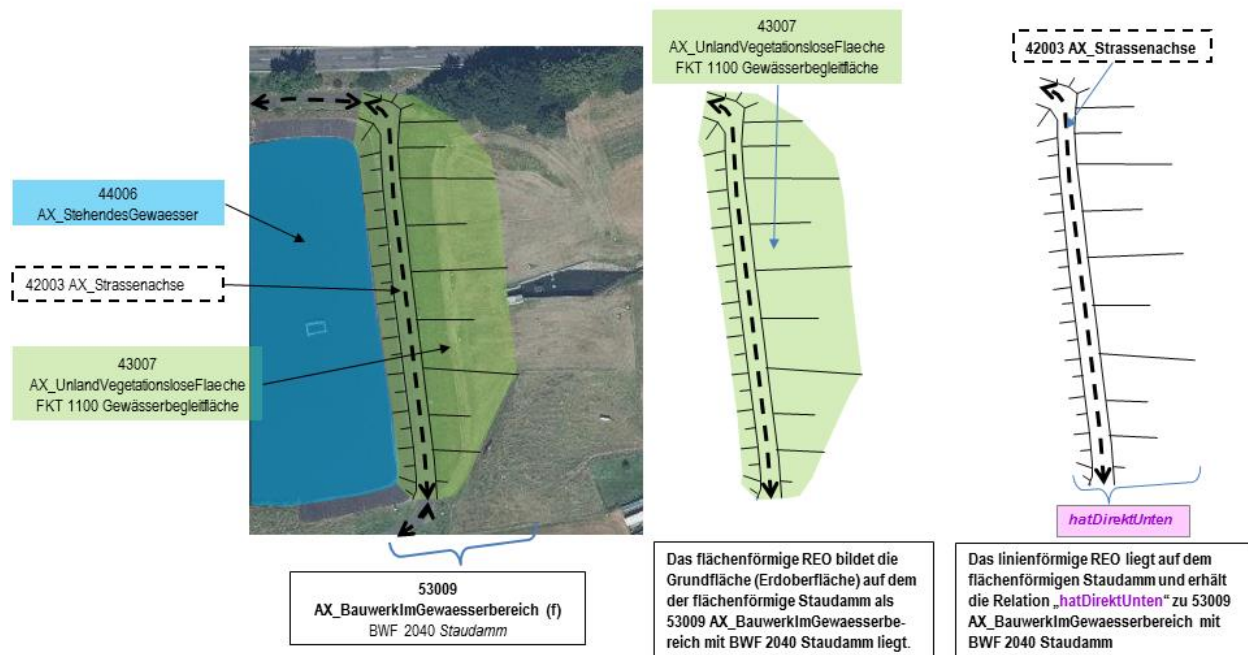 43007
AX_UnlandVegetationsloseFlaeche
FKT 1100 Gewässerbegleitfläche
42003 AX_Strassenachse
44006
AX_StehendesGewaesser
42003 AX_Strassenachse
43007
AX_UnlandVegetationsloseFlaeche
FKT 1100 Gewässerbegleitfläche
hatDirektUnten
53009
AX_BauwerkImGewaesserbereich (f)
BWF 2040 Staudamm
Das flächenförmige REO bildet die
Grundfläche (Erdoberfläche) auf dem
der flächenförmige Staudamm als
53009 AX_BauwerkImGewaesserbe-
reich mit BWF 2040 Staudamm liegt.
Das linienförmige REO liegt auf dem
flächenförmigen Staudamm und erhält
die Relation „hatDirektUnten“ zu 53009
AX_BauwerkImGewaesserbereich mit
BWF 2040 Staudamm